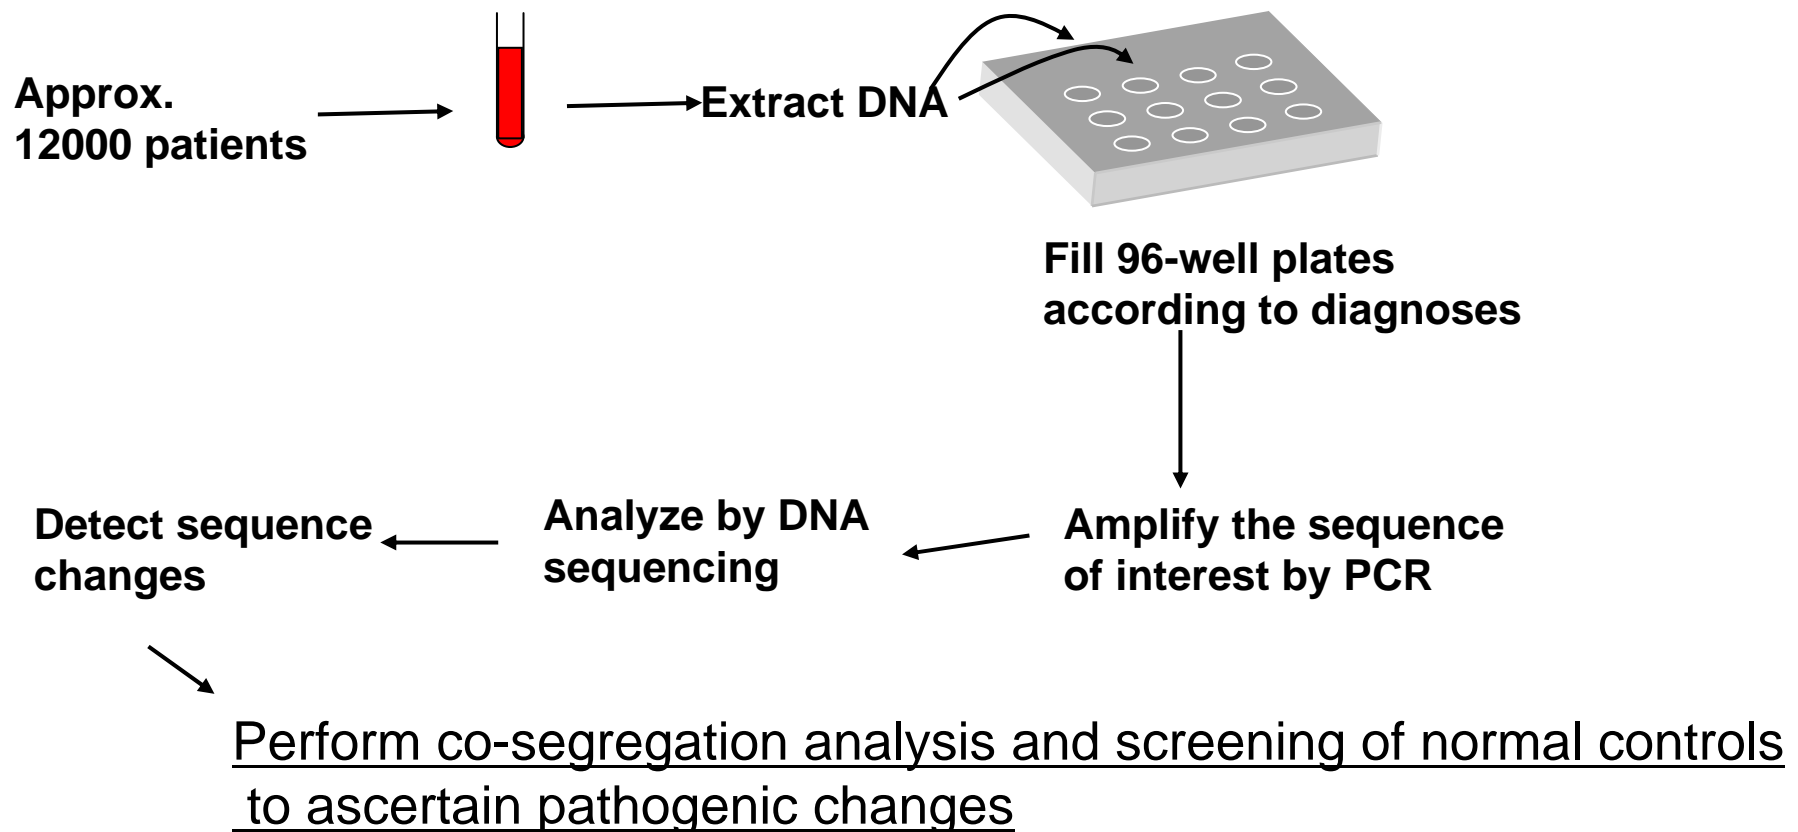 Approx.
12000 patients
Extract DNA
Fill 96-well plates
according to diagnoses
Amplify the sequence
of interest by PCR
Analyze by DNA
sequencing
Detect sequence
changes
Perform co-segregation analysis and screening of normal controls
to ascertain pathogenic changes